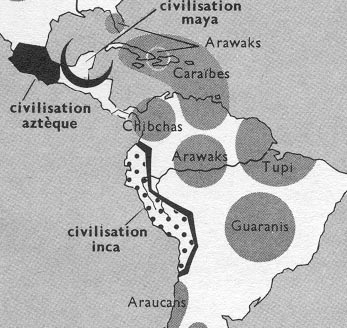 civilisation
maya
Arawaks
Caraïbes
civilisation
aztèque
Chibchas
Arawaks
Tupi
civilisation
inca
Guaranis
Araucans